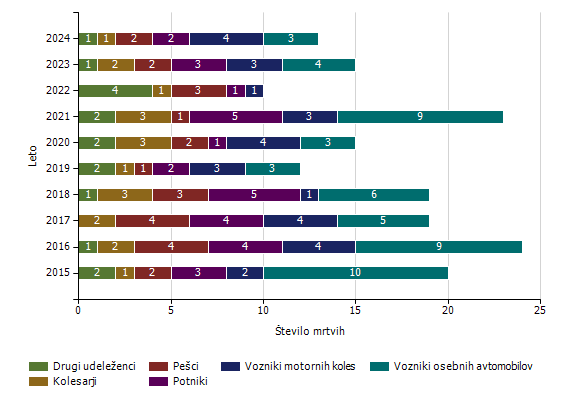 2024 1 1 2 2 4 3
2023 1 2 2 3 3 4
2022 4 1 3 1 1
2021 2 3 1 5 3 9
2020 2 3 2 1 4 3
2019 2 1 1 2 3 3
2018 1 3 3 5 1 6
2017 2 4 4 4 5
2016 1 2 4 4 4 9
2015 2 1 2 3 2 10
Leto
0 5 10 15 20 25
Število mrtvih
Drugi udeleženci Pešci Vozniki motornih koles Vozniki osebnih avtomobilov
Kolesarji Potniki